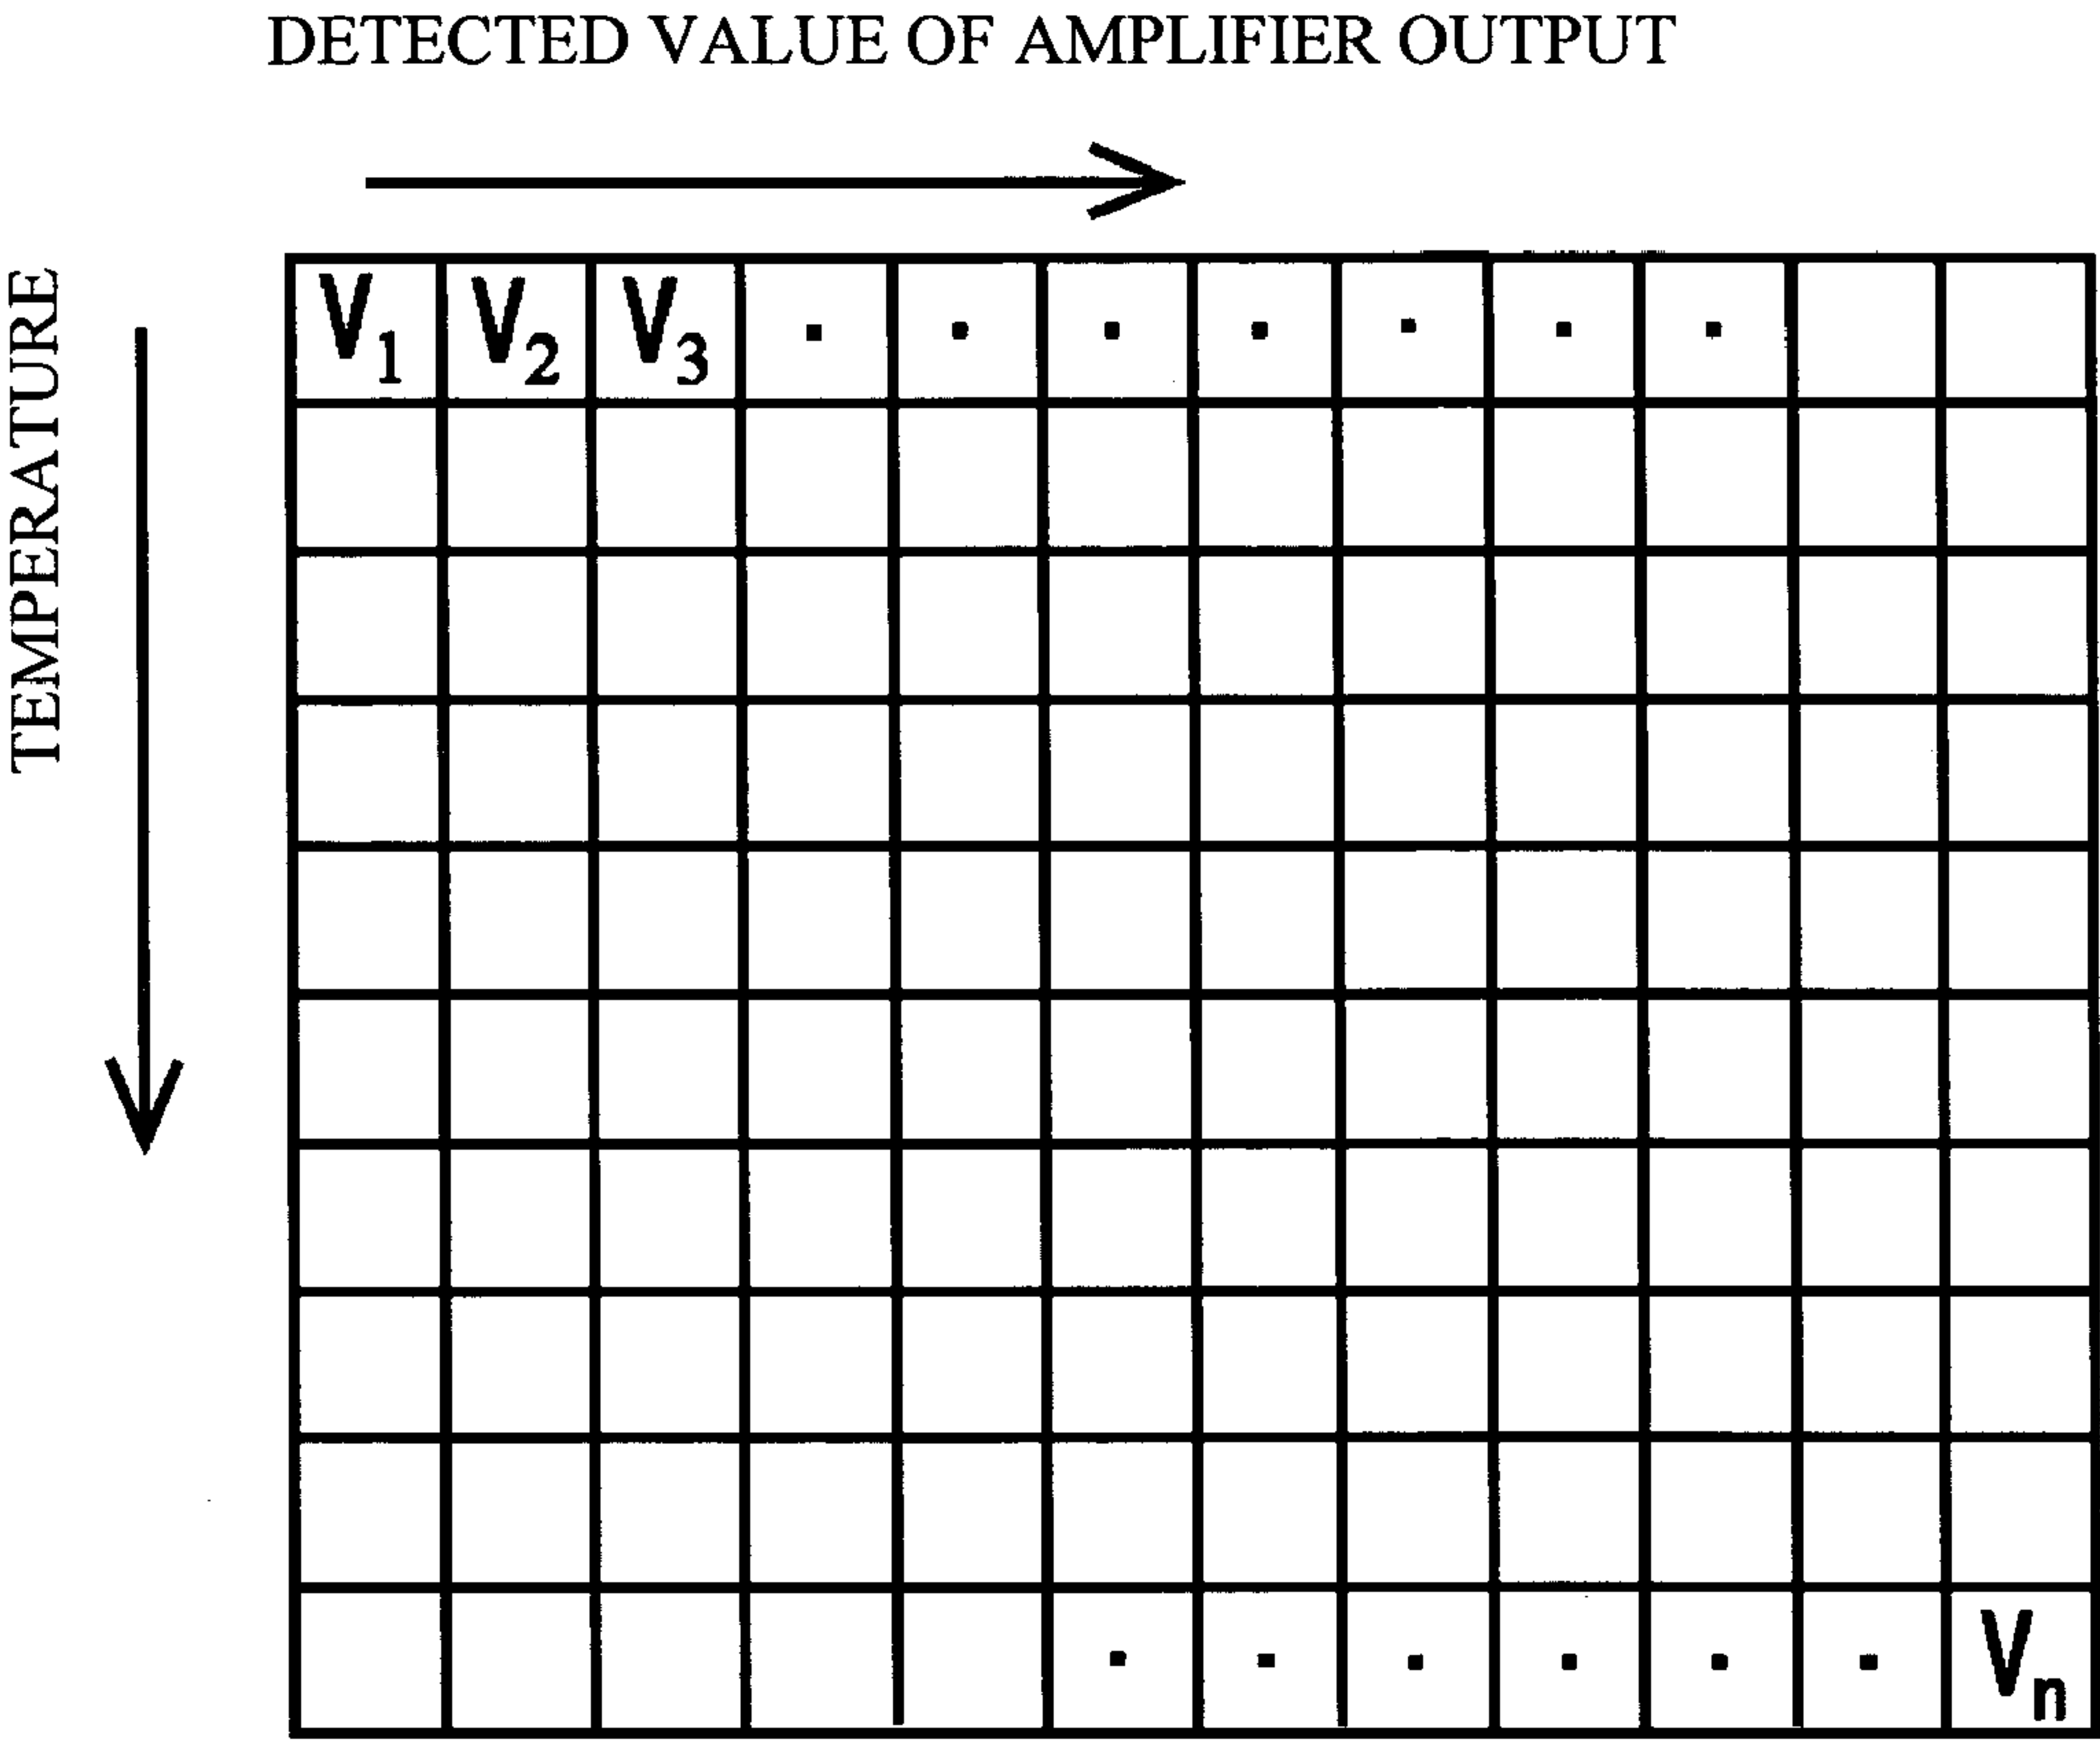 DETECTED VALUE OF AMPLIFIER OUTPUT
TEMPERATURE
V1 V2 V3 . . . . . . .
. . . . . . Vn